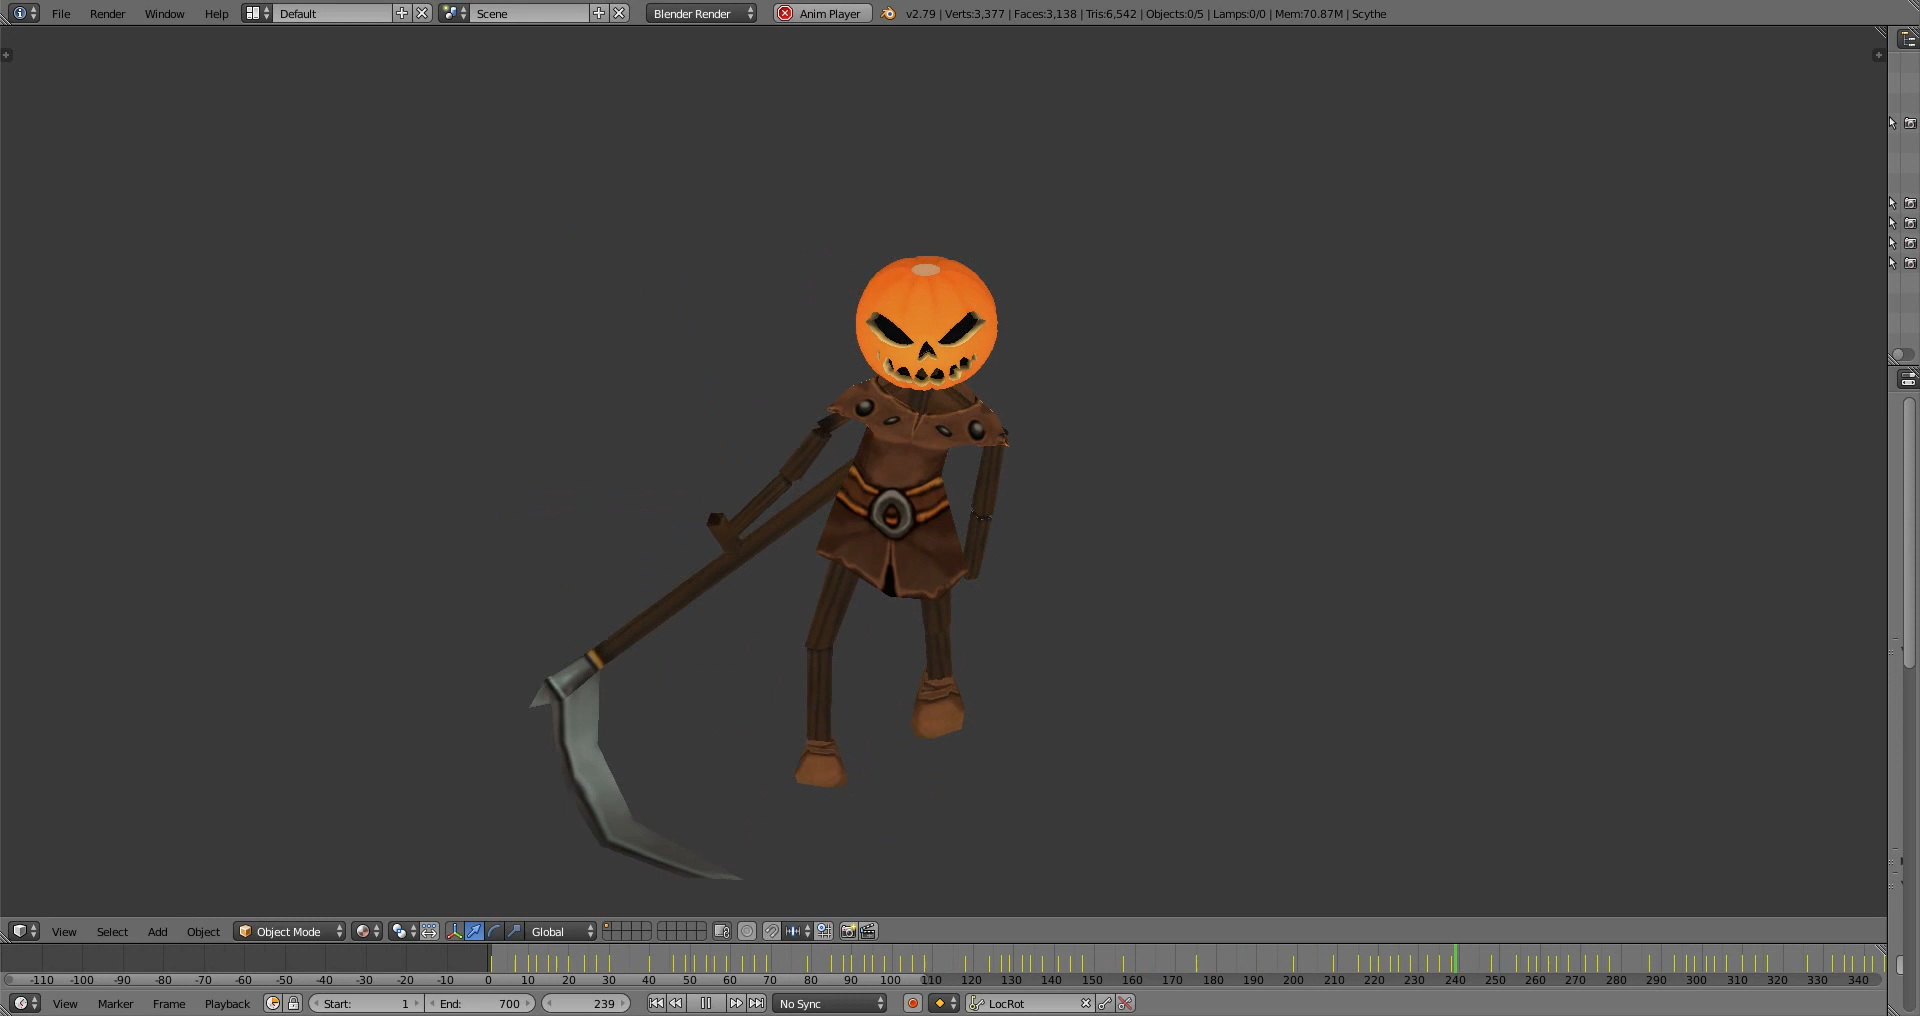 File Render Window Help Default Scene Blender Render Anim Player v2.79 | Verts:3,377 | Faces:3,138 | Tris:6,542 | Objects:0/5 | Lamps:0/0 | Mem:70.87M | Scythe
View Select Add Object Object Mode Global
-110 -100 -90 -80 -70 -60 -50 -40 -30 -20 -10 0 10 20 30 40 50 60 70 80 90 100 110 120 130 140 150 160 170 180 190 200 210 220 230 240 250 260 270 280 290 300 310 320 330 340
View Marker Frame Playback Start: 1 End: 700 239 No Sync LocRot